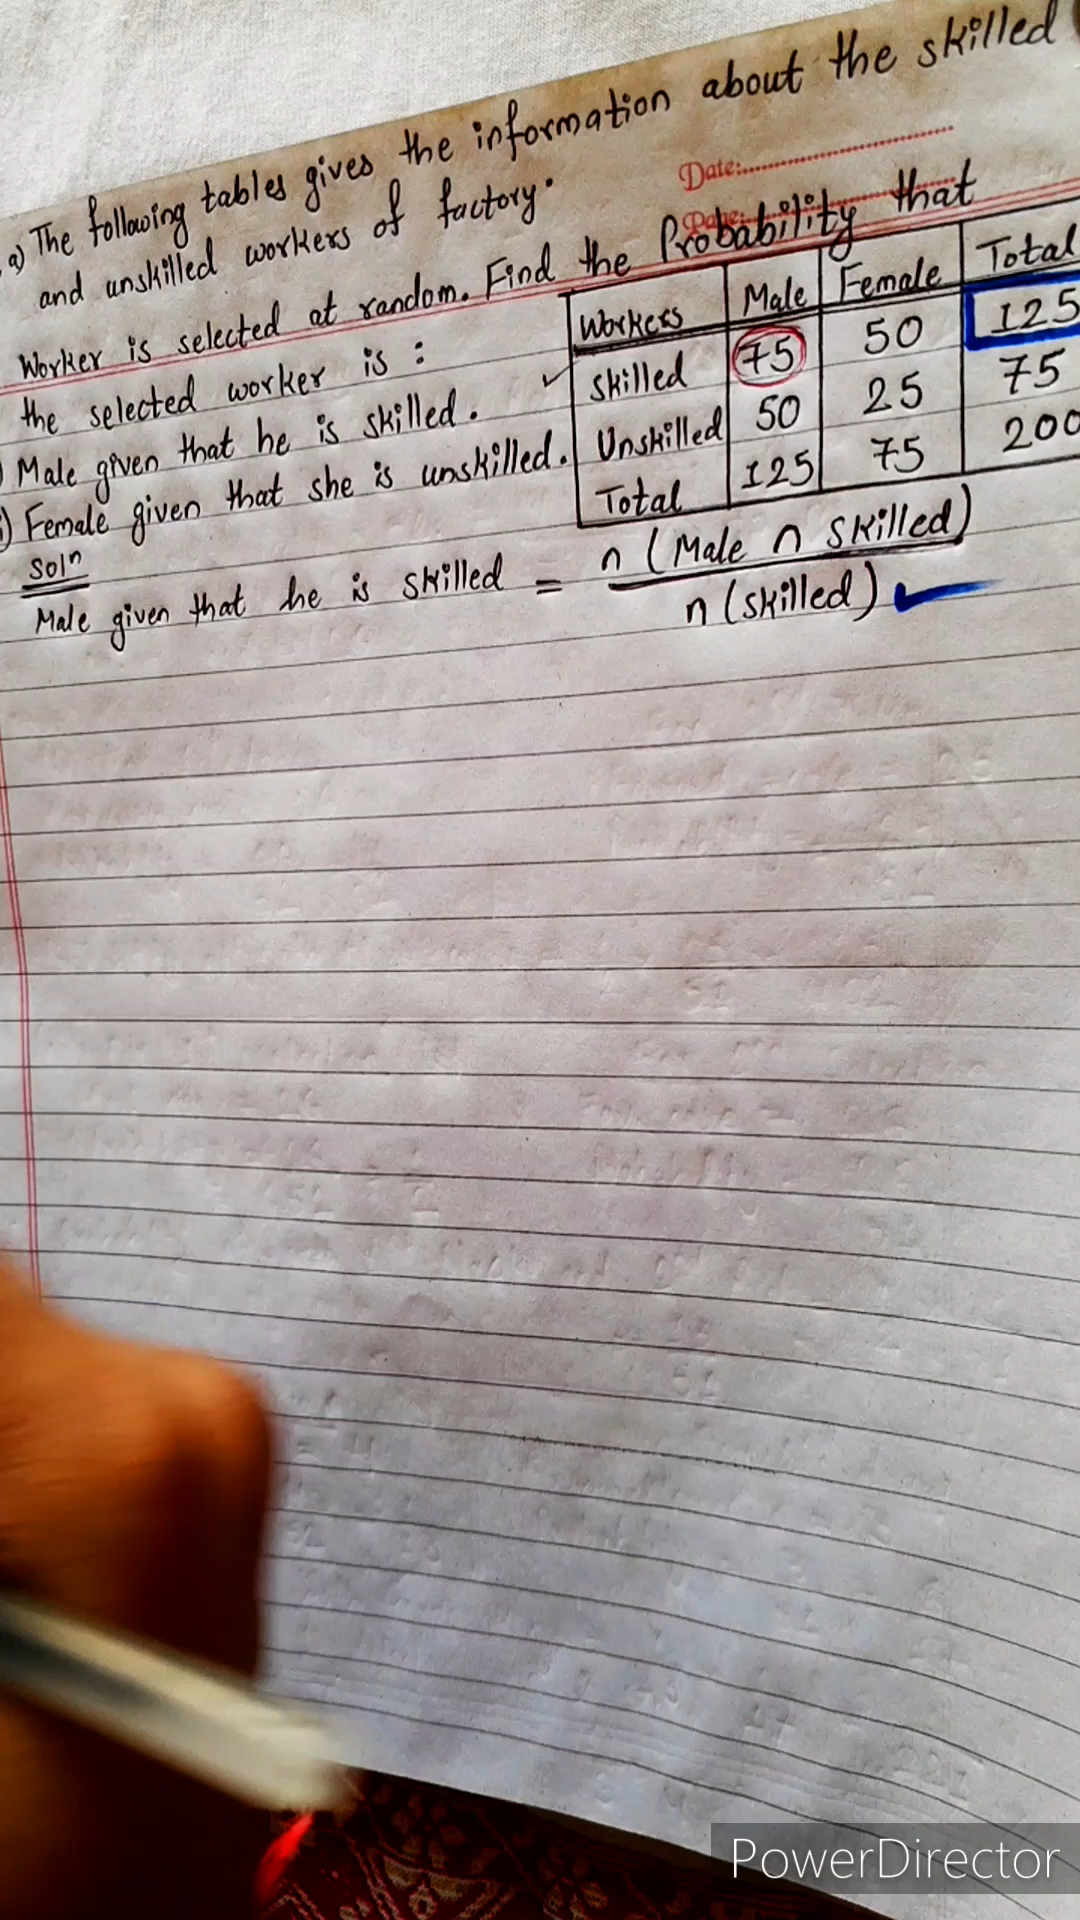 a) The following tables gives the information about the skilled
and unskilled workers of factory.
Date:
Worker is selected at random. Find the Probability that
the selected worker is :
) Male given that he is skilled.
i) Female given that she is unskilled.
Workers Male Female Total
Skilled 75 50 125
Unskilled 50 25 75
Total 125 75 200
Solⁿ
Male given that he is skilled = n (Male ∩ Skilled)
n (skilled)
PowerDirector